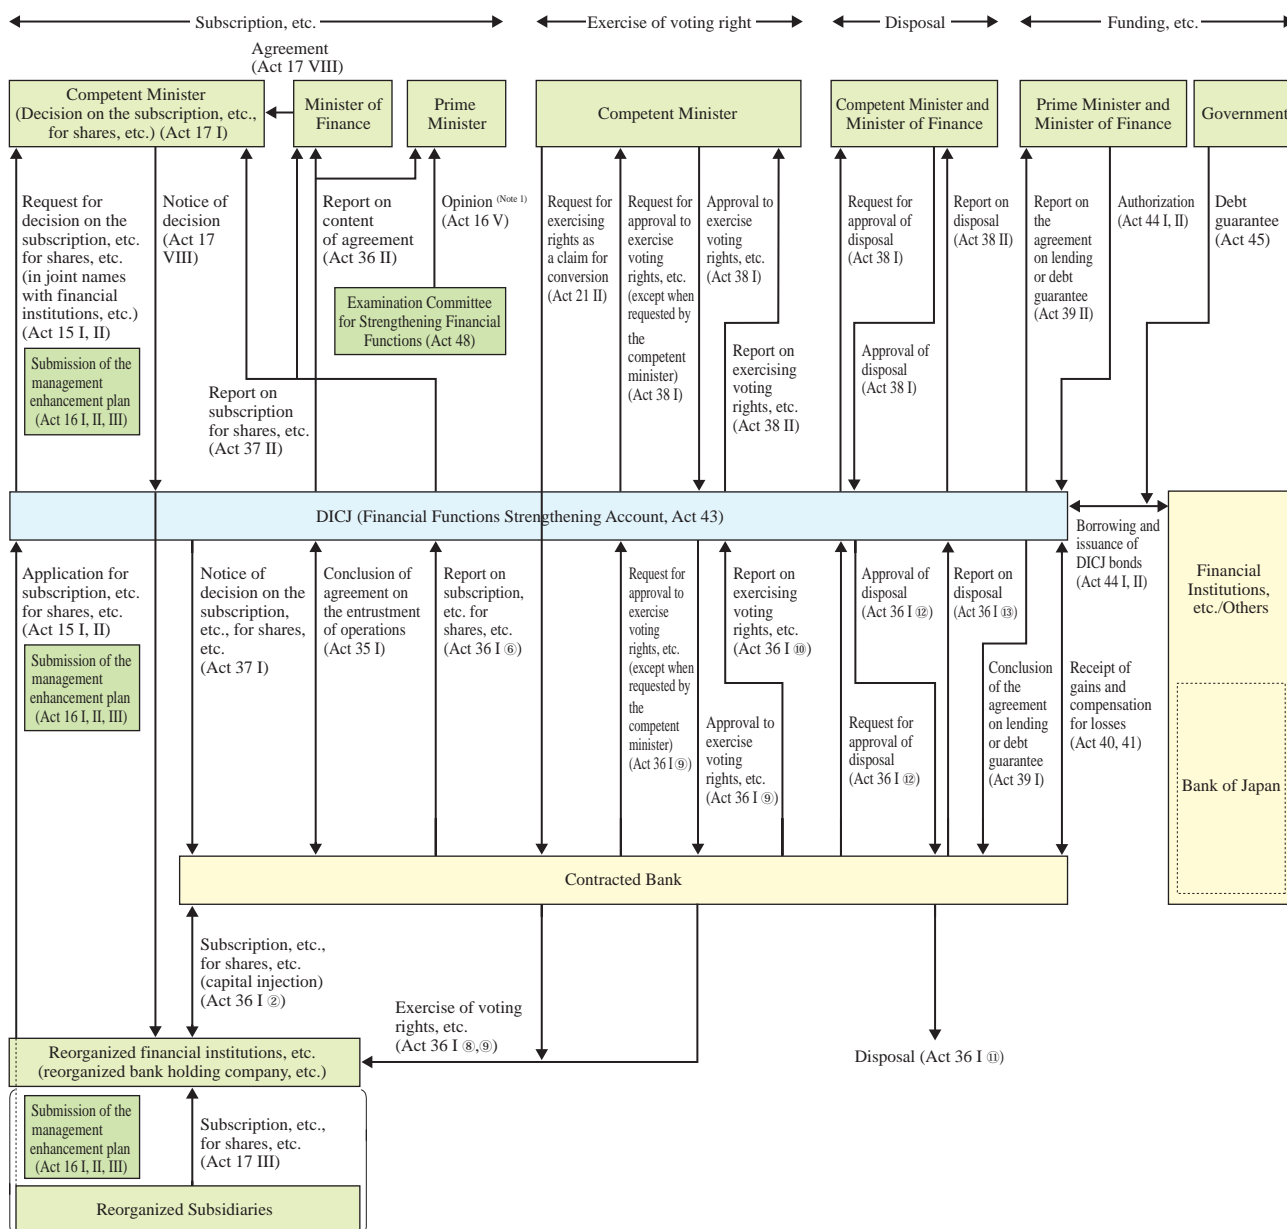 Subscription, etc.
Exercise of voting right
Disposal
Funding, etc.
Agreement
(Act 17 VIII)
Competent Minister
(Decision on the subscription, etc.,
for shares, etc.) (Act 17 I)
Minister of
Finance
Prime
Minister
Competent Minister
Competent Minister and
Minister of Finance
Prime Minister and
Minister of Finance
Government
Request for
decision on the
subscription, etc.
for shares, etc.
(in joint names
with financial
institutions, etc.)
(Act 15 I, II)
Submission of the
management
enhancement plan
(Act 16 I, II, III)
Notice of
decision
(Act 17
VIII)
Report on
subscription
for shares, etc.
(Act 37 II)
Report on
content
of agreement
(Act 36 II)
Opinion (Note 1)
(Act 16 V)
Examination Committee
for Strengthening Financial
Functions (Act 48)
Request for
exercising
rights as
a claim for
conversion
(Act 21 II)
Request for
approval to
exercise
voting
rights, etc.
(except when
requested by
the
competent
minister)
(Act 38 I)
Approval to
exercise
voting
rights, etc.
(Act 38 I)
Report on
exercising
voting
rights, etc.
(Act 38 II)
Request for
approval of
disposal
(Act 38 I)
Approval of
disposal
(Act 38 I)
Report on
disposal
(Act 38 II)
Report on
the
agreement
on lending
or debt
guarantee
(Act 39 II)
Authorization
(Act 44 I, II)
Debt
guarantee
(Act 45)
DICJ (Financial Functions Strengthening Account, Act 43)
Borrowing and
issuance of
DICJ bonds
(Act 44 I, II)
Financial
Institutions,
etc./Others
Bank of Japan
Application for
subscription, etc.
for shares, etc.
(Act 15 I, II)
Submission of the
management
enhancement plan
(Act 16 I, II, III)
Notice of
decision on the
subscription,
etc., for shares,
etc.
(Act 37 I)
Conclusion of
agreement on
the entrustment
of operations
(Act 35 I)
Report on
subscription,
etc. for
shares, etc.
(Act 36 I ⑥)
Request for
approval to
exercise
voting
rights, etc.
(except when
requested by
the
competent
minister)
(Act 36 I ⑨)
Approval to
exercise
voting
rights, etc.
(Act 36 I ⑨)
Report on
exercising
voting
rights, etc.
(Act 36 I ⑩)
Request for
approval of
disposal
(Act 36 I ⑫)
Approval of
disposal
(Act 36 I ⑫)
Report on
disposal
(Act 36 I ⑬)
Conclusion
of the
agreement
on lending
or debt
guarantee
(Act 39 I)
Receipt of
gains and
compensation
for losses
(Act 40, 41)
Contracted Bank
Subscription, etc.,
for shares, etc.
(capital injection)
(Act 36 I ②)
Exercise of voting
rights, etc.
(Act 36 I ⑧,⑨)
Disposal (Act 36 I ⑪)
Reorganized financial institutions, etc.
(reorganized bank holding company, etc.)
Submission of the
management
enhancement plan
(Act 16 I, II, III)
Subscription, etc.,
for shares, etc.
(Act 17 III)
Reorganized Subsidiaries